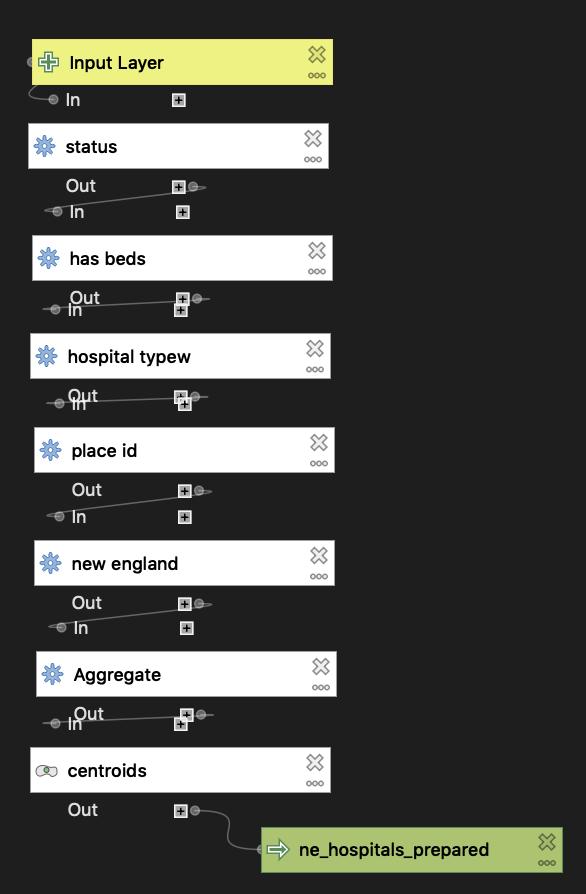 Input Layer
In
status
Out
In
has beds
Out
In
hospital typew
Out
In
place id
Out
In
new england
Out
In
Aggregate
Out
In
centroids
Out
ne_hospitals_prepared